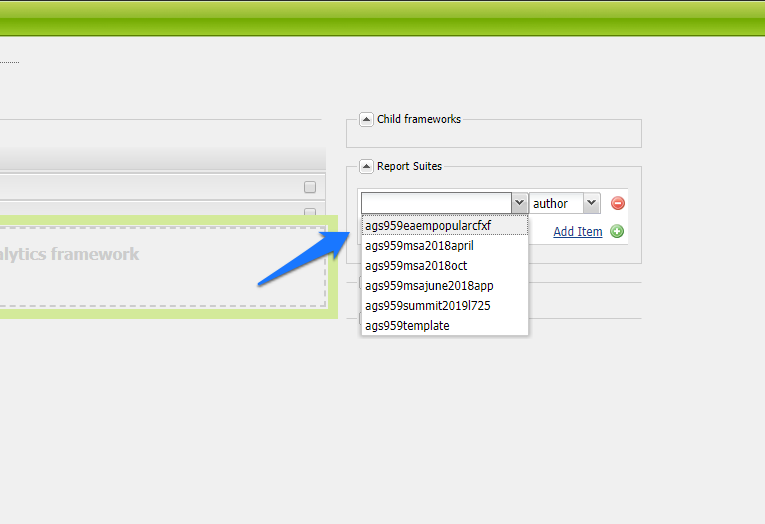 Child frameworks
Report Suites
author
ags959eaempopularcfxf
ags959msa2018april
ags959msa2018oct
ags959msajune2018app
ags959summit2019l725
ags959template
Add Item
alytics framework